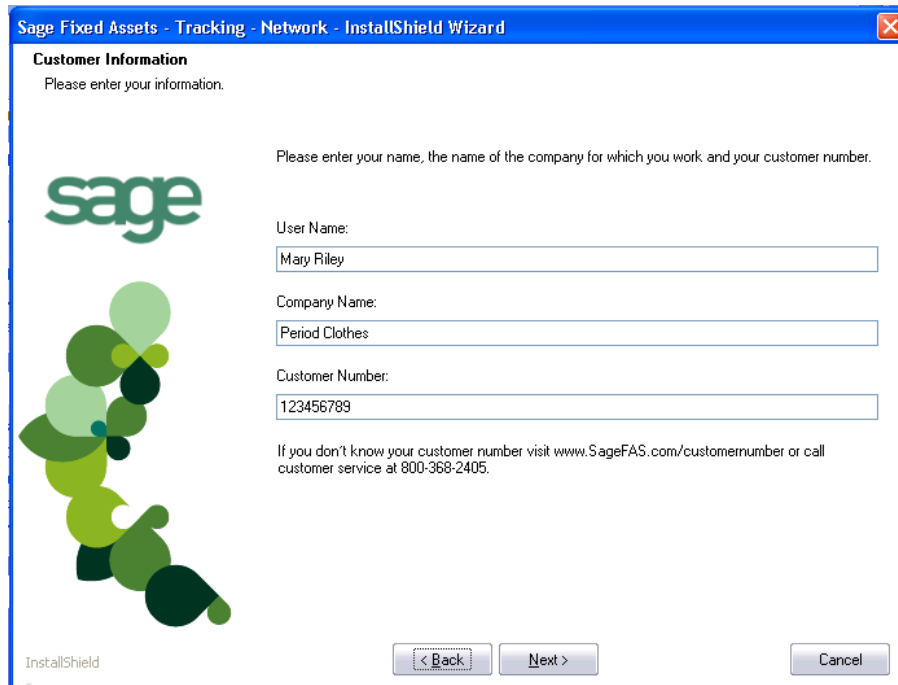 Sage Fixed Assets - Tracking - Network - InstallShield Wizard
Customer Information
Please enter your information.
Please enter your name, the name of the company for which you work and your customer number.
sage
User Name:
Mary Riley
Company Name:
Period Clothes
Customer Number:
123456789
If you don't know your customer number visit www.SageFAS.com/customernumber or call
customer service at 800-368-2405.
InstallShield
< Back
Next >
Cancel